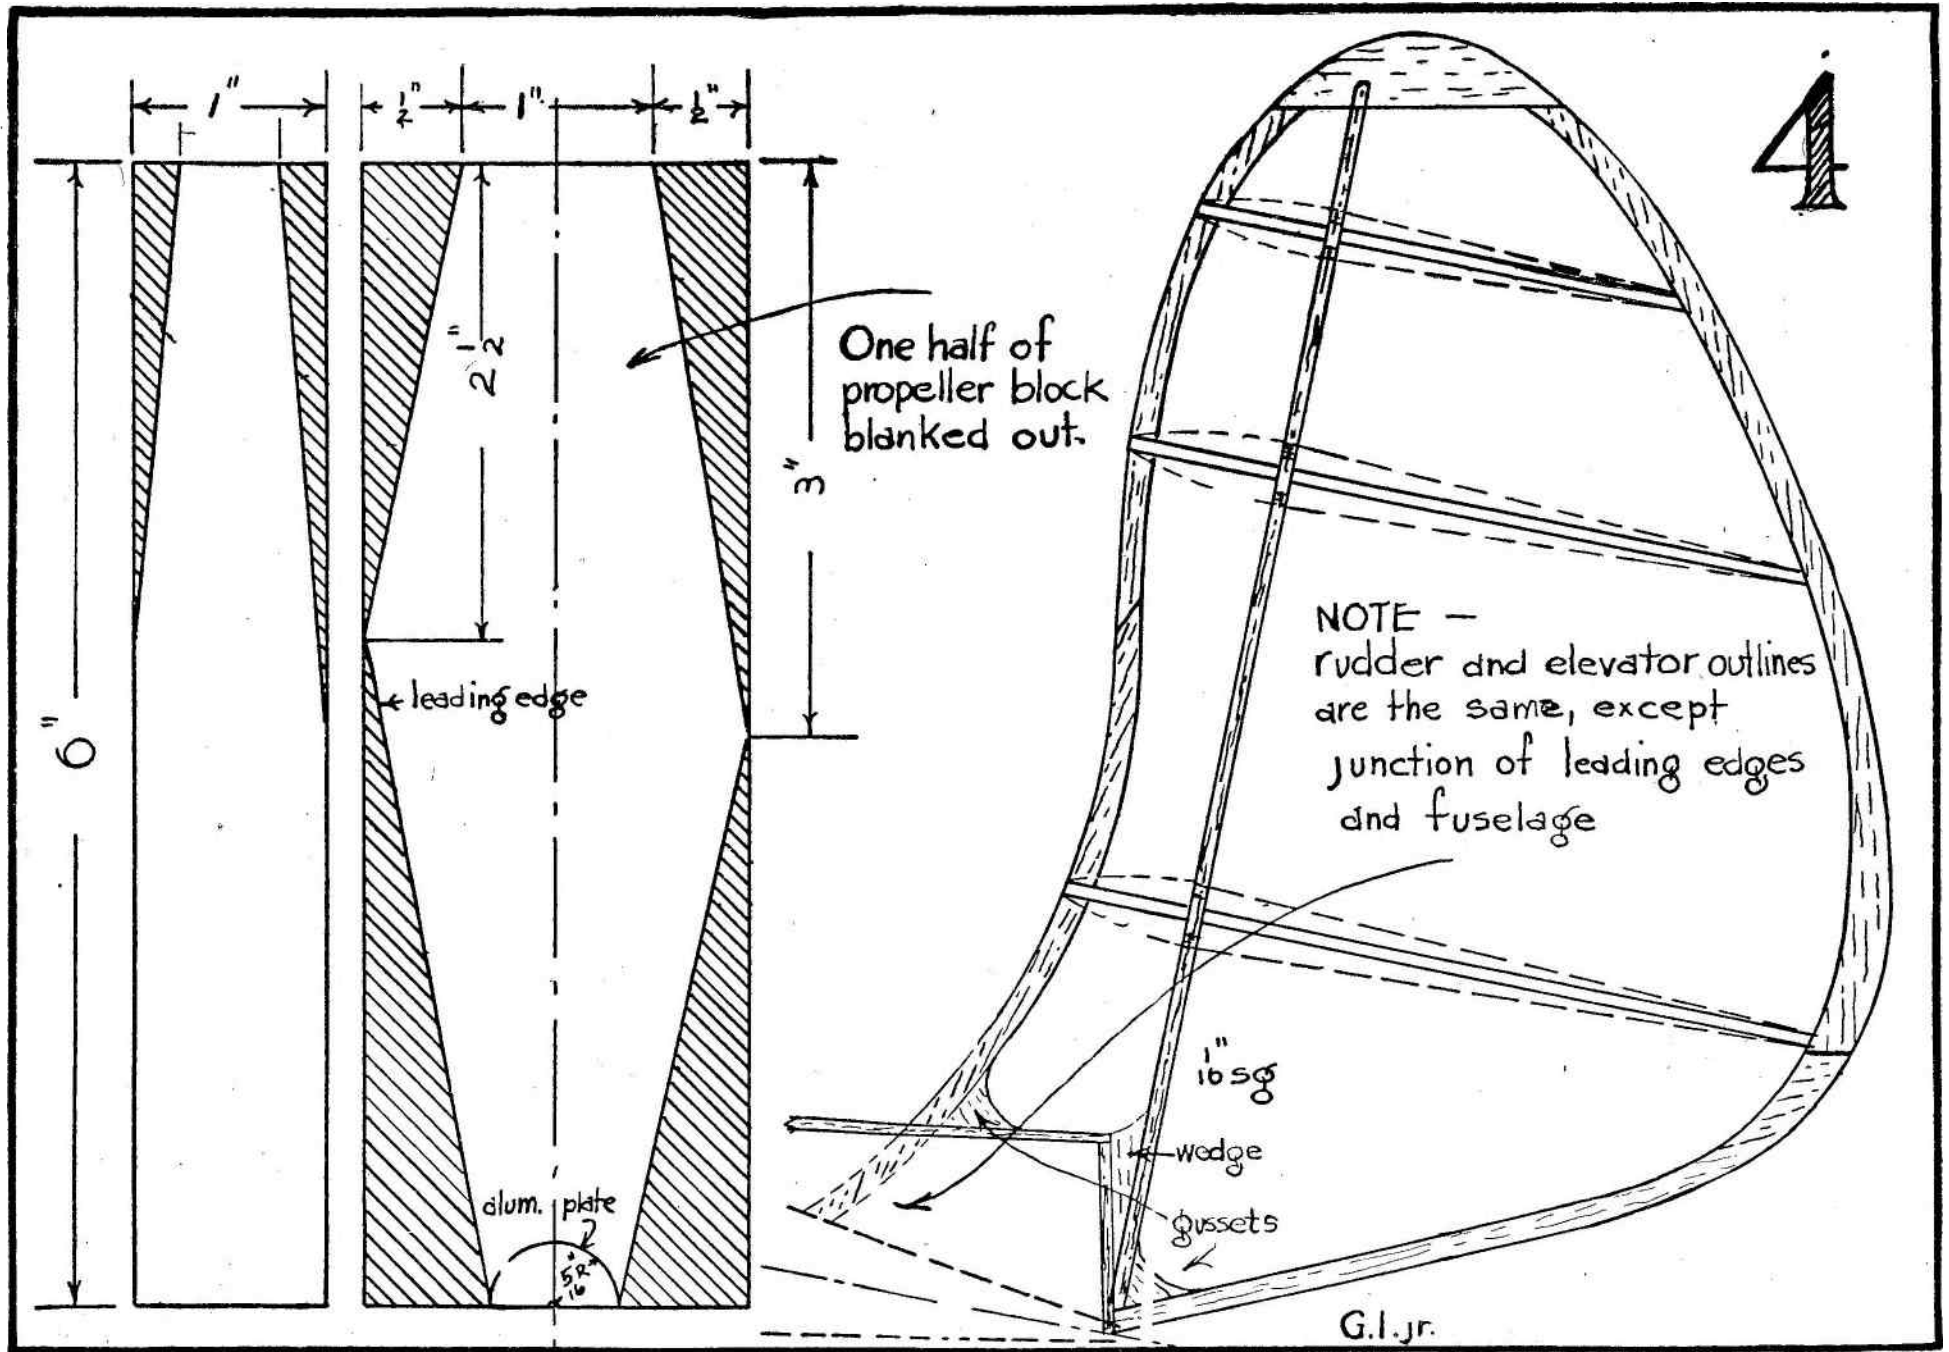 4
1"
1/2"
1"
1/2"
2 1/2"
6"
3"
One half of
propeller block
blanked out.
leading edge
alum. plate
5/16" R
NOTE —
rudder and elevator outlines
are the same, except
junction of leading edges
and fuselage
1/16" sq
wedge
gussets
G.I.jr.